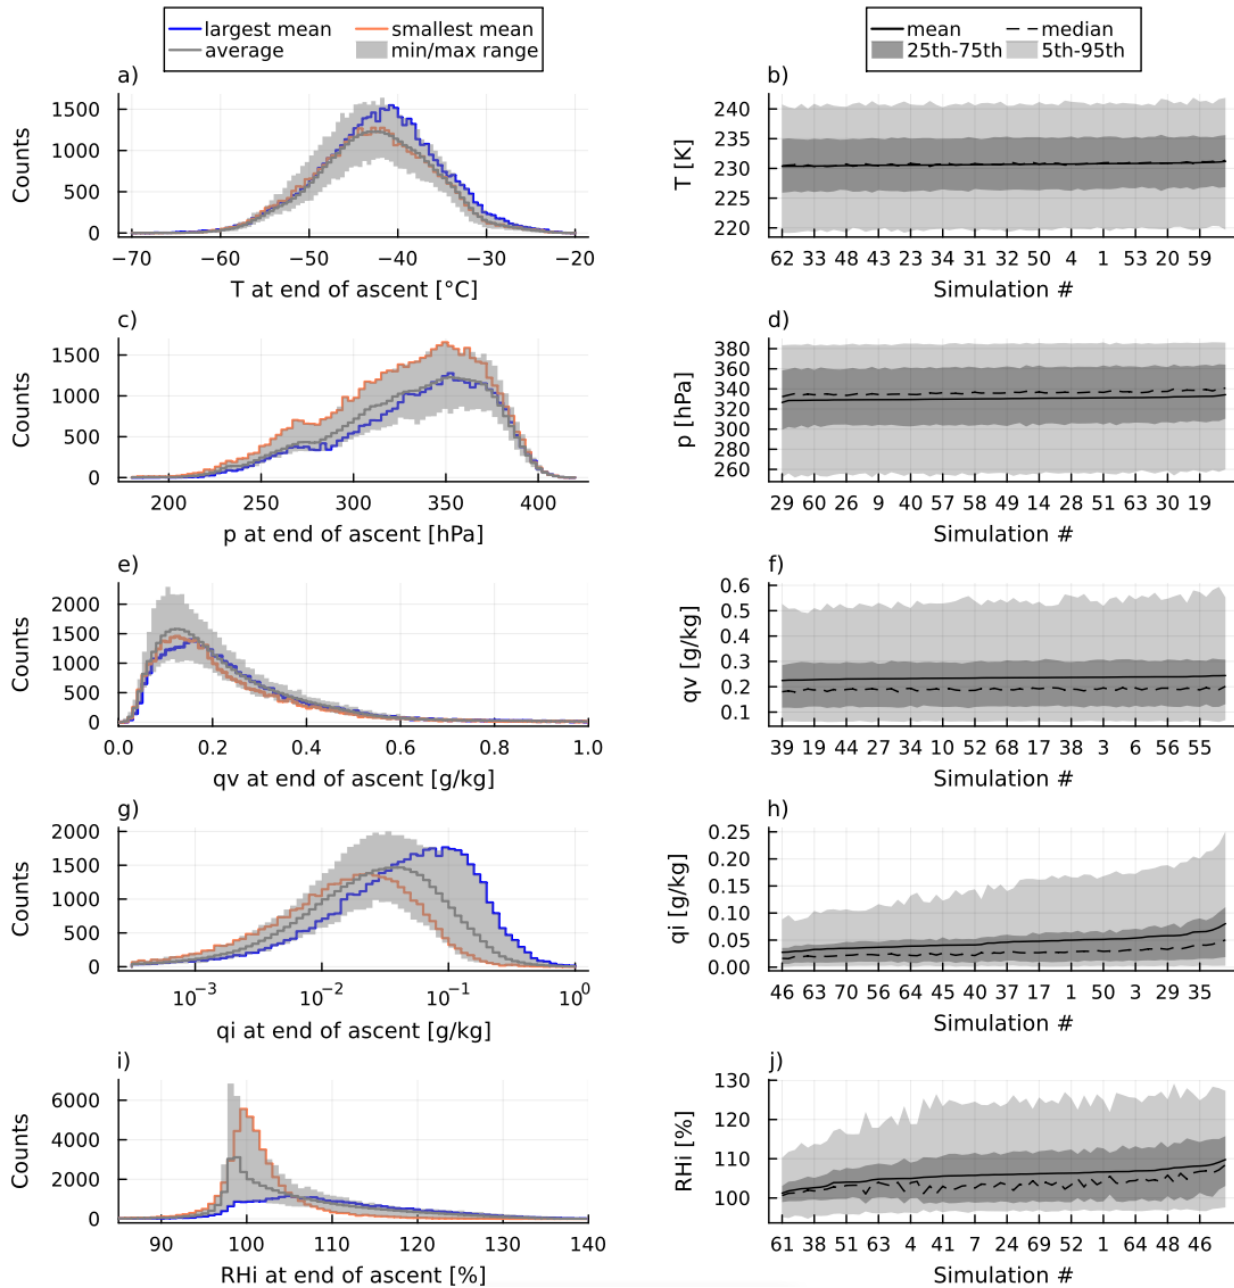 largest mean smallest mean
average min/max range
mean median
25th-75th 5th-95th
a)
Counts
1500
1000
500
0
−70 −60 −50 −40 −30 −20
T at end of ascent [°C]
b)
T [K]
240
235
230
225
220
62 33 48 43 23 34 31 32 50 4 1 53 20 59
Simulation #
c)
Counts
1500
1000
500
0
200 250 300 350 400
p at end of ascent [hPa]
d)
p [hPa]
380
360
340
320
300
280
260
29 60 26 9 40 57 58 49 14 28 51 63 30 19
Simulation #
e)
Counts
2000
1500
1000
500
0
0.0 0.2 0.4 0.6 0.8 1.0
qv at end of ascent [g/kg]
f)
qv [g/kg]
0.6
0.5
0.4
0.3
0.2
0.1
39 19 44 27 34 10 52 68 17 38 3 6 56 55
Simulation #
g)
Counts
2000
1500
1000
500
0
10⁻³ 10⁻² 10⁻¹ 10⁰
qi at end of ascent [g/kg]
h)
qi [g/kg]
0.25
0.20
0.15
0.10
0.05
0.00
46 63 70 56 64 45 40 37 17 1 50 3 29 35
Simulation #
i)
Counts
6000
4000
2000
0
90 100 110 120 130 140
RHi at end of ascent [%]
j)
RHi [%]
130
120
110
100
61 38 51 63 4 41 7 24 69 52 1 64 48 46
Simulation #